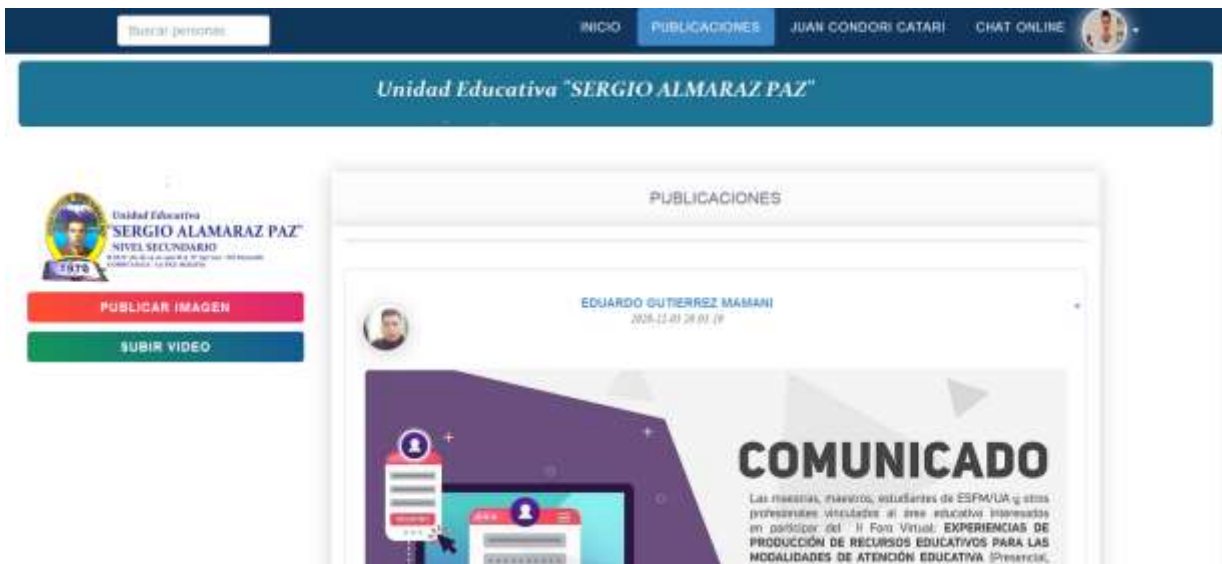 Buscar personas
INICIO
PUBLICACIONES
JUAN CONDORI CATARI
CHAT ONLINE
Unidad Educativa "SERGIO ALMARAZ PAZ"
PUBLICACIONES
Unidad Educativa
"SERGIO ALAMARAZ PAZ"
NIVEL SECUNDARIO
1979
PUBLICAR IMAGEN
SUBIR VIDEO
EDUARDO GUTIERREZ MAMANI
COMUNICADO
Las maestras, maestros, estudiantes de ESFM/UA y otros
profesionales vinculados al área educativa interesados
en participar del II Foro Virtual: EXPERIENCIAS DE
PRODUCCIÓN DE RECURSOS EDUCATIVOS PARA LAS
MODALIDADES DE ATENCIÓN EDUCATIVA (Presencial,